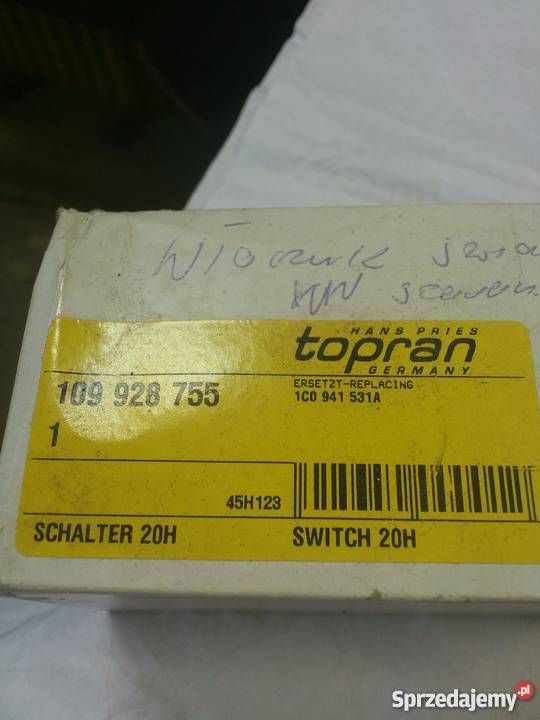 Włącznik
HANS PRIES
topran
GERMANY
109 928 755
ERSETZT-REPLACING
1C0 941 531A
1
45H123
SCHALTER 20H
SWITCH 20H
Sprzedajemy.pl